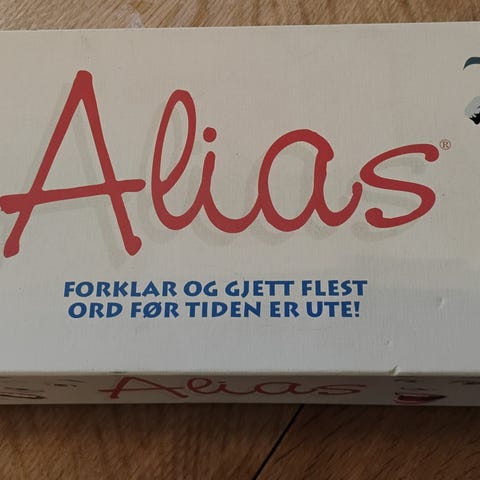 Alias®
FORKLAR OG GJETT FLEST
ORD FØR TIDEN ER UTE!
Alias